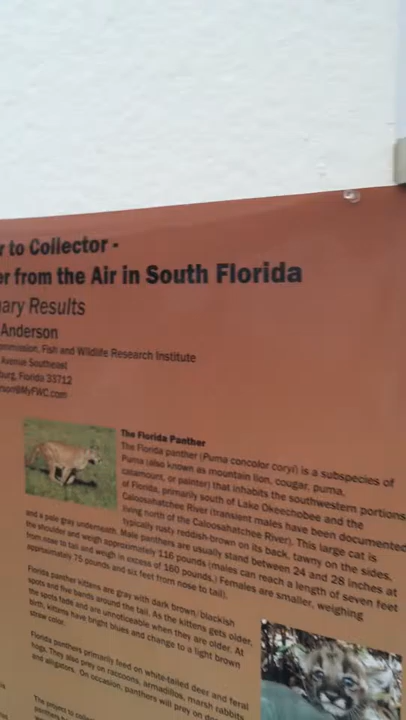 r to Collector -
er from the Air in South Florida
nary Results
Anderson
ommission, Fish and Wildlife Research Institute
Avenue Southeast
burg, Florida 33712
rson@MyFWC.com
The Florida Panther
The Florida panther (Puma concolor coryi) is a subspecies of
Puma (also known as mountain lion, cougar, puma,
catamount, or painter) that inhabits the southwestern portions
of Florida, primarily south of Lake Okeechobee and the
Caloosahatchee River (transient males have been documented
living north of the Caloosahatchee River). This large cat is
typically rusty reddish-brown on its back, tawny on the sides,
and a pale gray underneath. Male panthers are usually stand between 24 and 28 inches at
the shoulder and weigh approximately 116 pounds (males can reach a length of seven feet
from nose to tail and weigh in excess of 160 pounds.) Females are smaller, weighing
approximately 75 pounds and six feet from nose to tail).
Florida panther kittens are gray with dark brown/ blackish
spots and five bands around the tail. As the kittens gets older,
the spots fade and are unnoticeable when they are older. At
birth, kittens have bright blues and change to a light brown
straw color.
Florida panthers primarily feed on white-tailed deer and feral
hogs. They also prey on raccoons, armadillos, marsh rabbits
and alligators. On occasion, panthers will prey on
The project to